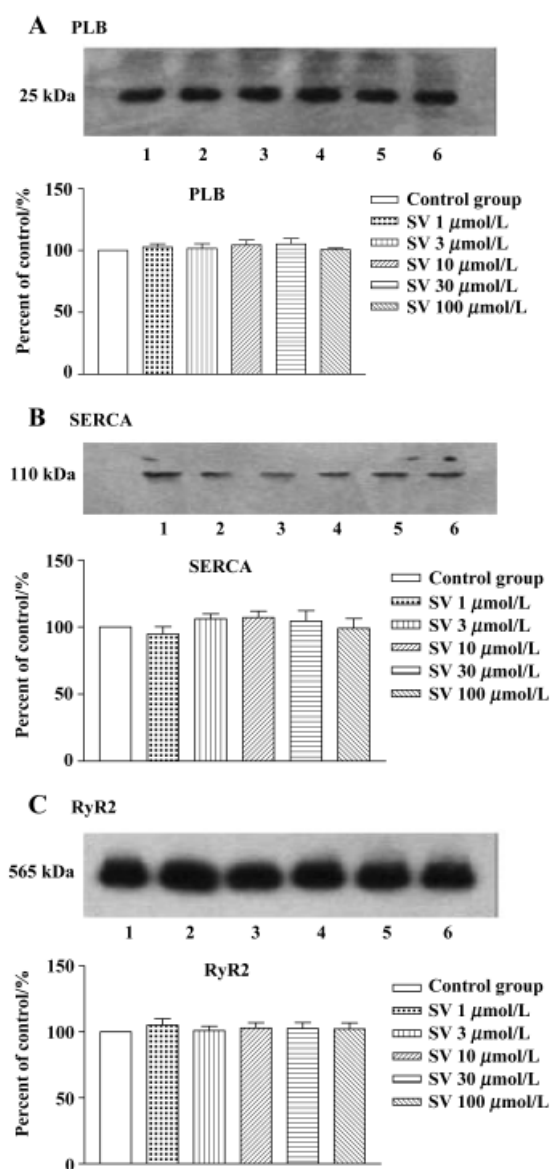 A PLB
25 kDa
1 2 3 4 5 6
PLB
Percent of control/%
150
100
50
0
Control group
SV 1 μmol/L
SV 3 μmol/L
SV 10 μmol/L
SV 30 μmol/L
SV 100 μmol/L
B SERCA
110 kDa
1 2 3 4 5 6
SERCA
Percent of control/%
150
100
50
0
Control group
SV 1 μmol/L
SV 3 μmol/L
SV 10 μmol/L
SV 30 μmol/L
SV 100 μmol/L
C RyR2
565 kDa
1 2 3 4 5 6
RyR2
Percent of control/%
150
100
50
0
Control group
SV 1 μmol/L
SV 3 μmol/L
SV 10 μmol/L
SV 30 μmol/L
SV 100 μmol/L